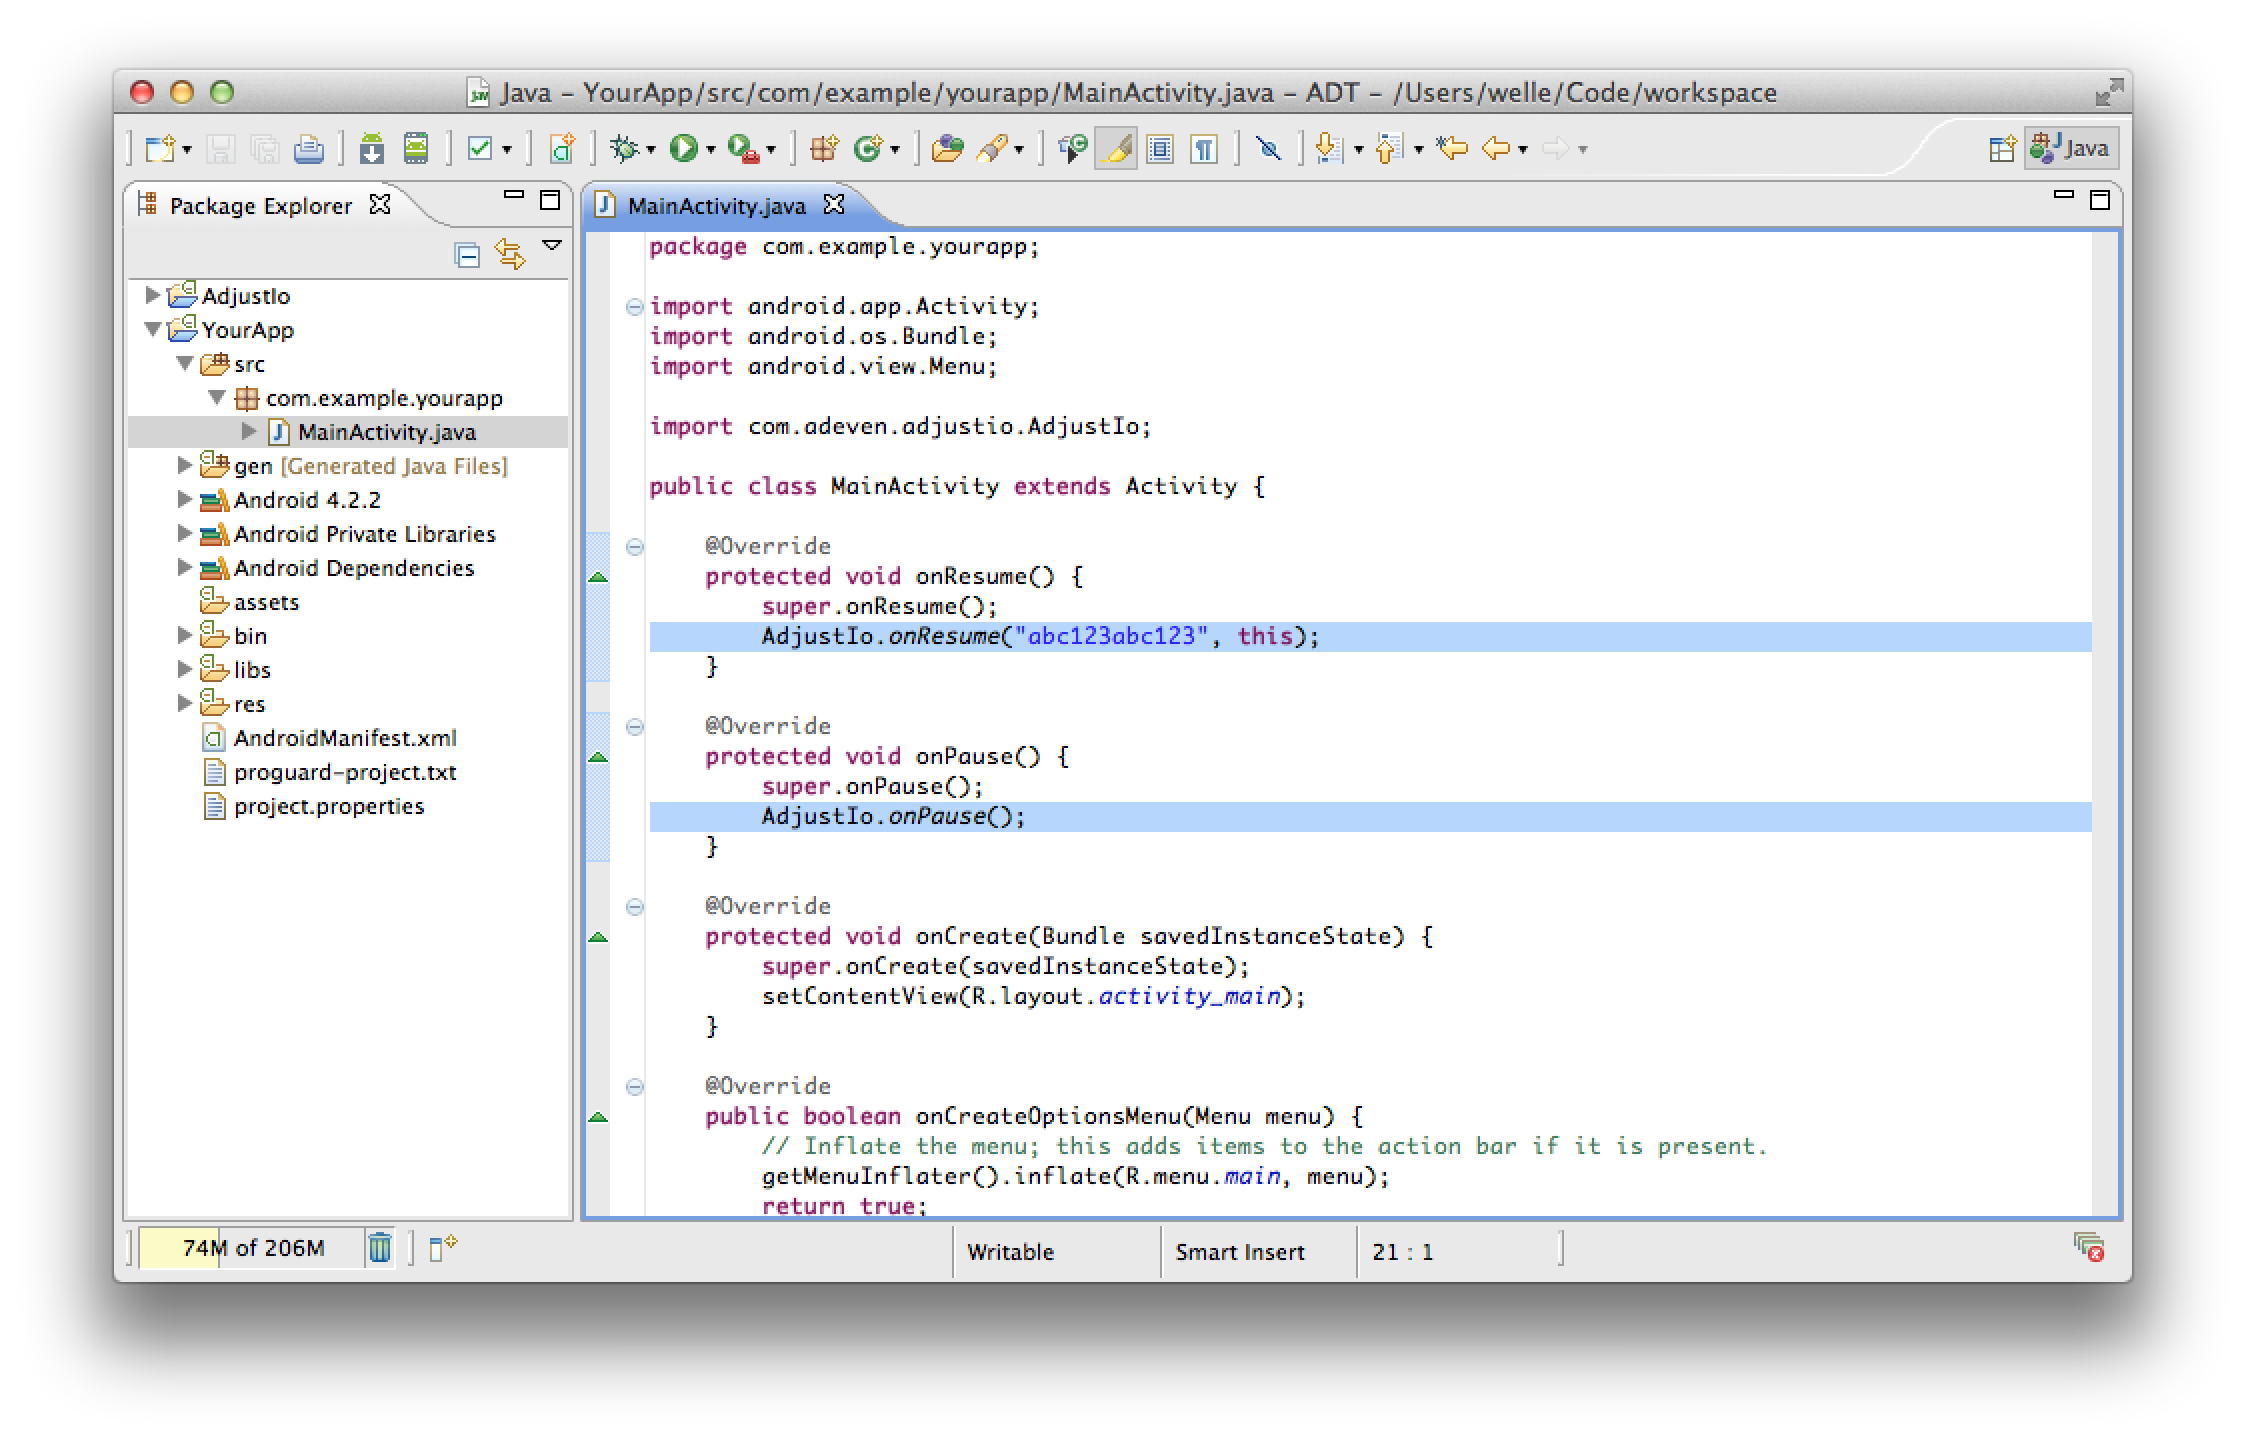 Java – YourApp/src/com/example/yourapp/MainActivity.java – ADT – /Users/welle/Code/workspace
Java
Package Explorer
AdjustIo
YourApp
src
com.example.yourapp
MainActivity.java
gen [Generated Java Files]
Android 4.2.2
Android Private Libraries
Android Dependencies
assets
bin
libs
res
AndroidManifest.xml
proguard-project.txt
project.properties
MainActivity.java
package com.example.yourapp;
import android.app.Activity;
import android.os.Bundle;
import android.view.Menu;
import com.adeven.adjustio.AdjustIo;
public class MainActivity extends Activity {
@Override
protected void onResume() {
super.onResume();
AdjustIo.onResume("abc123abc123", this);
}
@Override
protected void onPause() {
super.onPause();
AdjustIo.onPause();
}
@Override
protected void onCreate(Bundle savedInstanceState) {
super.onCreate(savedInstanceState);
setContentView(R.layout.activity_main);
}
@Override
public boolean onCreateOptionsMenu(Menu menu) {
// Inflate the menu; this adds items to the action bar if it is present.
getMenuInflater().inflate(R.menu.main, menu);
return true;
74M of 206M
Writable
Smart Insert
21 : 1